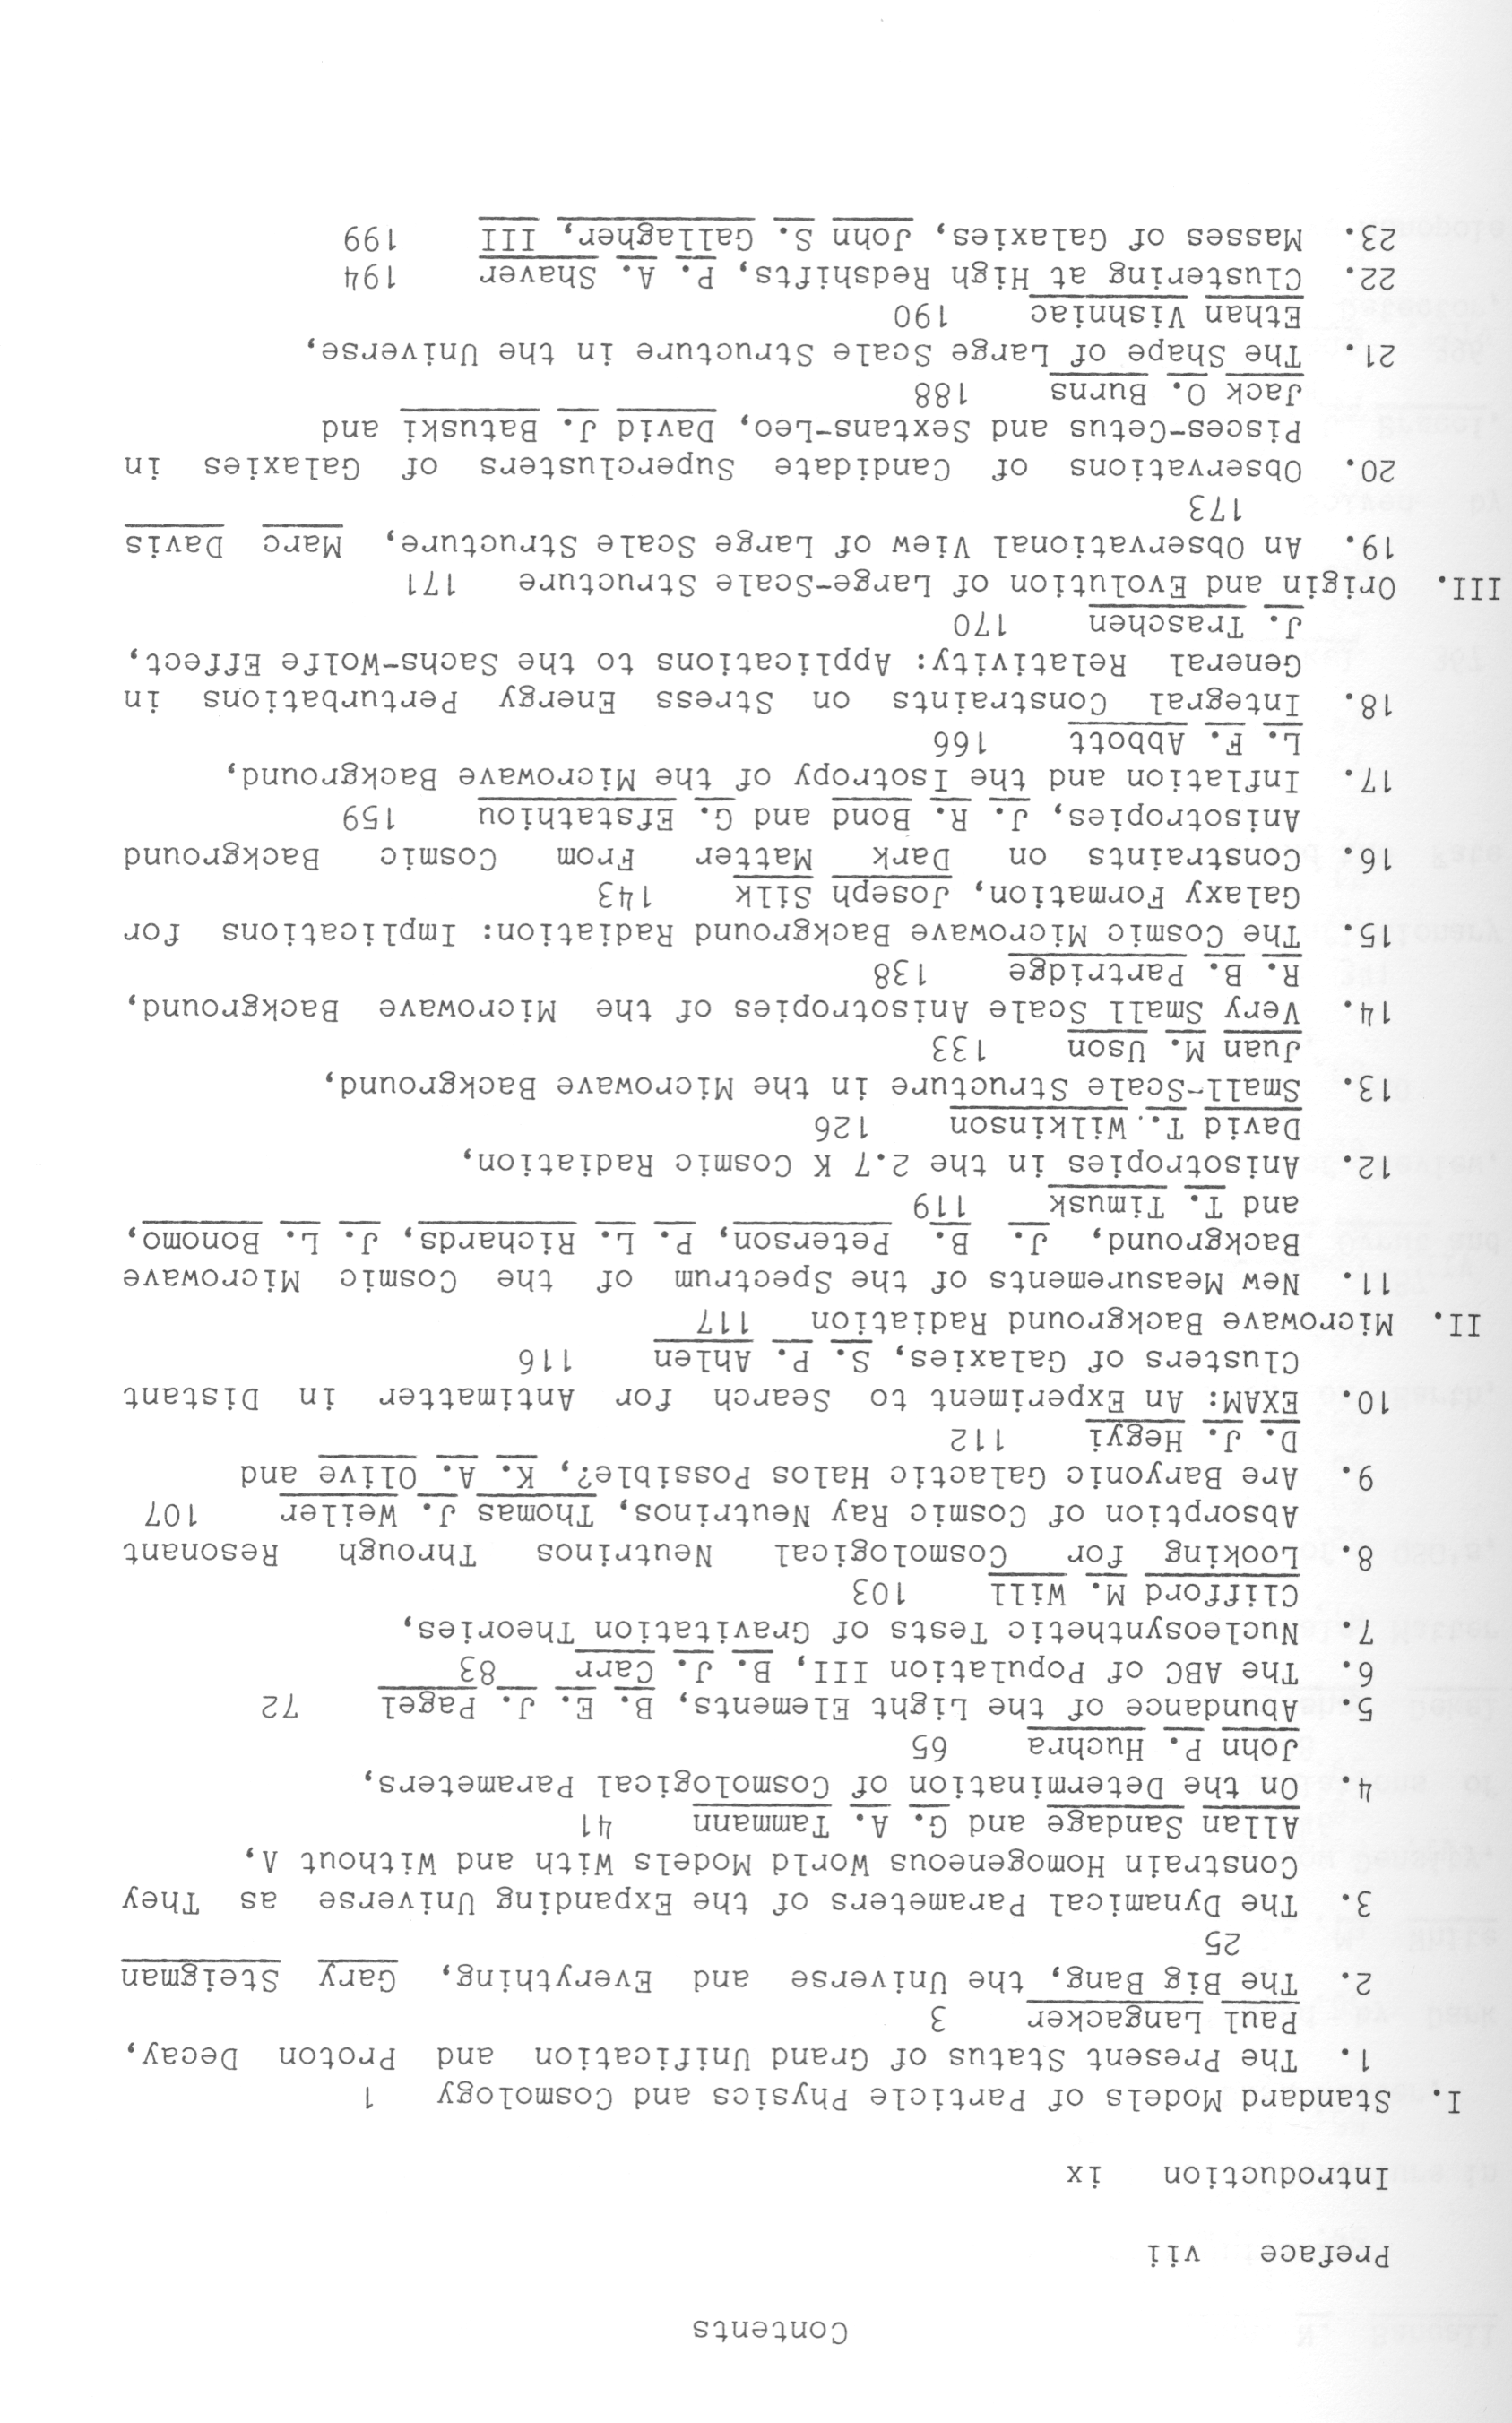 Contents
Preface vii
Introduction ix
I. Standard Models of Particle Physics and Cosmology 1
1. The Present Status of Grand Unification and Proton Decay,
Paul Langacker 3
2. The Big Bang, the Universe and Everything, Gary Steigman
25
3. The Dynamical Parameters of the Expanding Universe as They
Constrain Homogeneous World Models With and Without Λ,
Allan Sandage and G. A. Tammann 41
4. On the Determination of Cosmological Parameters,
John P. Huchra 65
5. Abundance of the Light Elements, B. E. J. Pagel 72
6. The ABC of Population III, B. J. Carr 83
7. Nucleosynthetic Tests of Gravitation Theories,
Clifford M. Will 103
8. Looking for Cosmological Neutrinos Through Resonant
Absorption of Cosmic Ray Neutrinos, Thomas J. Weiler 107
9. Are Baryonic Galactic Halos Possible?, K. A. Olive and
D. J. Hegyi 112
10. EXAM: An Experiment to Search for Antimatter in Distant
Clusters of Galaxies, S. P. Ahlen 116
II. Microwave Background Radiation 117
11. New Measurements of the Spectrum of the Cosmic Microwave
Background, J. B. Peterson, P. L. Richards, J. L. Bonomo,
and T. Timusk 119
12. Anisotropies in the 2.7 K Cosmic Radiation,
David T. Wilkinson 126
13. Small-Scale Structure in the Microwave Background,
Juan M. Uson 133
14. Very Small Scale Anisotropies of the Microwave Background,
R. B. Partridge 138
15. The Cosmic Microwave Background Radiation: Implications for
Galaxy Formation, Joseph Silk 143
16. Constraints on Dark Matter From Cosmic Background
Anisotropies, J. R. Bond and G. Efstathiou 159
17. Inflation and the Isotropy of the Microwave Background,
L. F. Abbott 166
18. Integral Constraints on Stress Energy Perturbations in
General Relativity: Applications to the Sachs-Wolfe Effect,
J. Traschen 170
III. Origin and Evolution of Large-Scale Structure 171
19. An Observational View of Large Scale Structure, Marc Davis
173
20. Observations of Candidate Superclusters of Galaxies in
Pisces-Cetus and Sextans-Leo, David J. Batuski and
Jack O. Burns 188
21. The Shape of Large Scale Structure in the Universe,
Ethan Vishniac 190
22. Clustering at High Redshifts, P. A. Shaver 194
23. Masses of Galaxies, John S. Gallagher, III 199